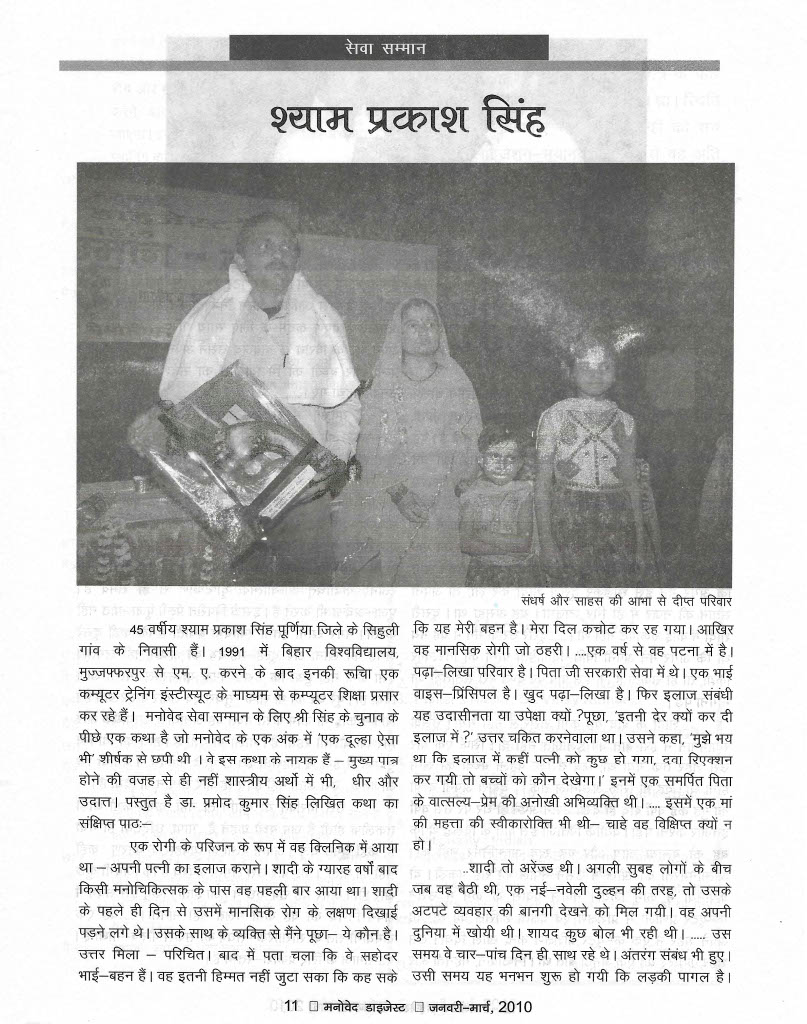 सेवा सम्मान
श्याम प्रकाश सिंह
संधर्ष और साहस की आभा से दीप्त परिवार
45 वर्षीय श्याम प्रकाश सिंह पूर्णिया जिले के सिहुली
गांव के निवासी हैं। 1991 में बिहार विश्वविद्यालय,
मुज्जफ्फरपुर से एम. ए. करने के बाद इनकी रूचिा एक
कम्यूटर ट्रेनिंग इंस्टीस्यूट के माघ्यम से कम्प्यूटर शिक्षा प्रसार
कर रहे हैं। मनोवेद सेवा सम्मान के लिए श्री सिंह के चुनाव के
पीछे एक कथा है जो मनोवेद के एक अंक में 'एक दूल्हा ऐसा
भी' शीर्षक से छपी थी । वे इस कथा के नायक हैं – मुख्य पात्र
होने की वजह से ही नहीं शास्त्रीय अर्थो में भी, धीर और
उदात्त। पस्तुत है डा. प्रमोद कुमार सिंह लिखित कथा का
संक्षिप्त पाठः–
एक रोगी के परिजन के रूप में वह क्लिनिक में आया
था – अपनी पत्नी का इलाज कराने। शादी के ग्यारह वर्षों बाद
किसी मनोचिकित्सक के पास वह पहली बार आया था। शादी
के पहले ही दिन से उसमें मानसिक रोग के लक्षण दिखाई
पड़ने लगे थे। उसके साथ के व्यक्ति से मैंने पूछा– ये कौन है।
उत्तर मिला – परिचित। बाद में पता चला कि वे सहोदर
भाई–बहन हैं। वह इतनी हिम्मत नहीं जुटा सका कि कह सके
कि यह मेरी बहन है। मेरा दिल कचोट कर रह गया। आखिर
वह मानसिक रोगी जो ठहरी। ....एक वर्ष से वह पटना में है।
पढ़ा–लिखा परिवार है। पिता जी सरकारी सेवा में थे। एक भाई
वाइस–प्रिंसिपल है। खुद पढ़ा–लिखा है। फिर इलाज संबंधी
यह उदासीनता या उपेक्षा क्यों ?पूछा, 'इतनी देर क्यों कर दी
इलाज में ?' उत्तर चकित करनेवाला था। उसने कहा, 'मुझे भय
था कि इलाज में कहीं पत्नी को कुछ हो गया, दवा रिएक्शन
कर गयी तो बच्चों को कौन देखेगा।' इनमें एक समर्पित पिता
के वात्सल्य–प्रेम की अनोखी अभिव्यक्ति थी। .... इसमें एक मां
की महत्ता की स्वीकारोक्ति भी थी– चाहे वह विक्षिप्त क्यों न
हो।
..शादी तो अरेंज्ड थी। अगली सुबह लोगों के बीच
जब वह बैठी थी, एक नई–नवेली दुल्हन की तरह, तो उसके
अटपटे व्यवहार की बानगी देखने को मिल गयी। वह अपनी
दुनिया में खोयी थी। शायद कुछ बोल भी रही थी। ..... उस
समय वे चार–पांच दिन ही साथ रहे थे। अंतरंग संबंध भी हुए।
उसी समय यह भनभन शुरू हो गयी कि लड़की पागल है।
11 □ मनोवेद डाइजेस्ट □ जनवरी–मार्च, 2010